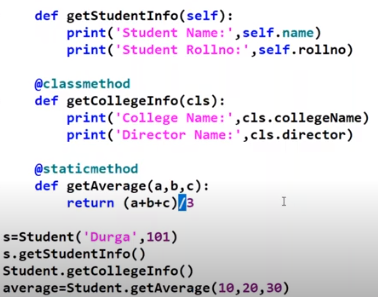 def getStudentInfo(self):
print('Student Name:',self.name)
print('Student Rollno:',self.rollno)
@classmethod
def getCollegeInfo(cls):
print('College Name:',cls.collegeName)
print('Director Name:',cls.director)
@staticmethod
def getAverage(a,b,c):
return (a+b+c)/3
s=Student('Durga',101)
s.getStudentInfo()
Student.getCollegeInfo()
average=Student.getAverage(10,20,30)